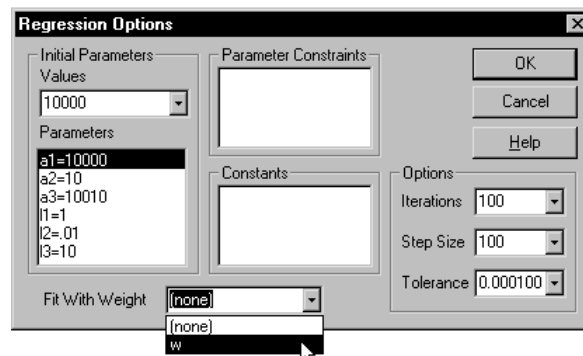 Regression Options
Initial Parameters
Values
10000
Parameters
a1=10000
a2=10
a3=10010
l1=1
l2=.01
l3=10
Parameter Constraints
Constants
OK
Cancel
Help
Options
Iterations 100
Step Size 100
Tolerance 0.000100
Fit With Weight (none)
(none)
w